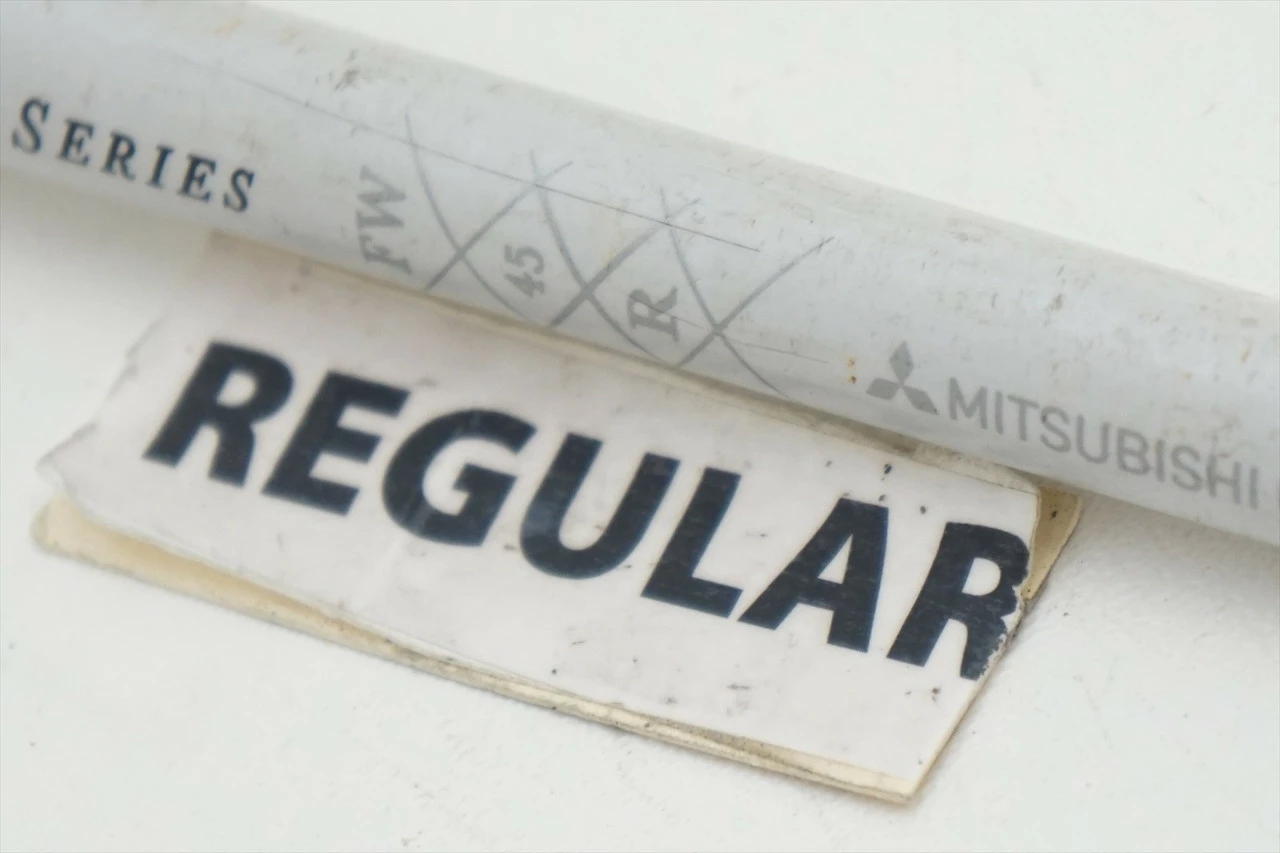 SERIES
FW
45
R
MITSUBISHI
REGULAR